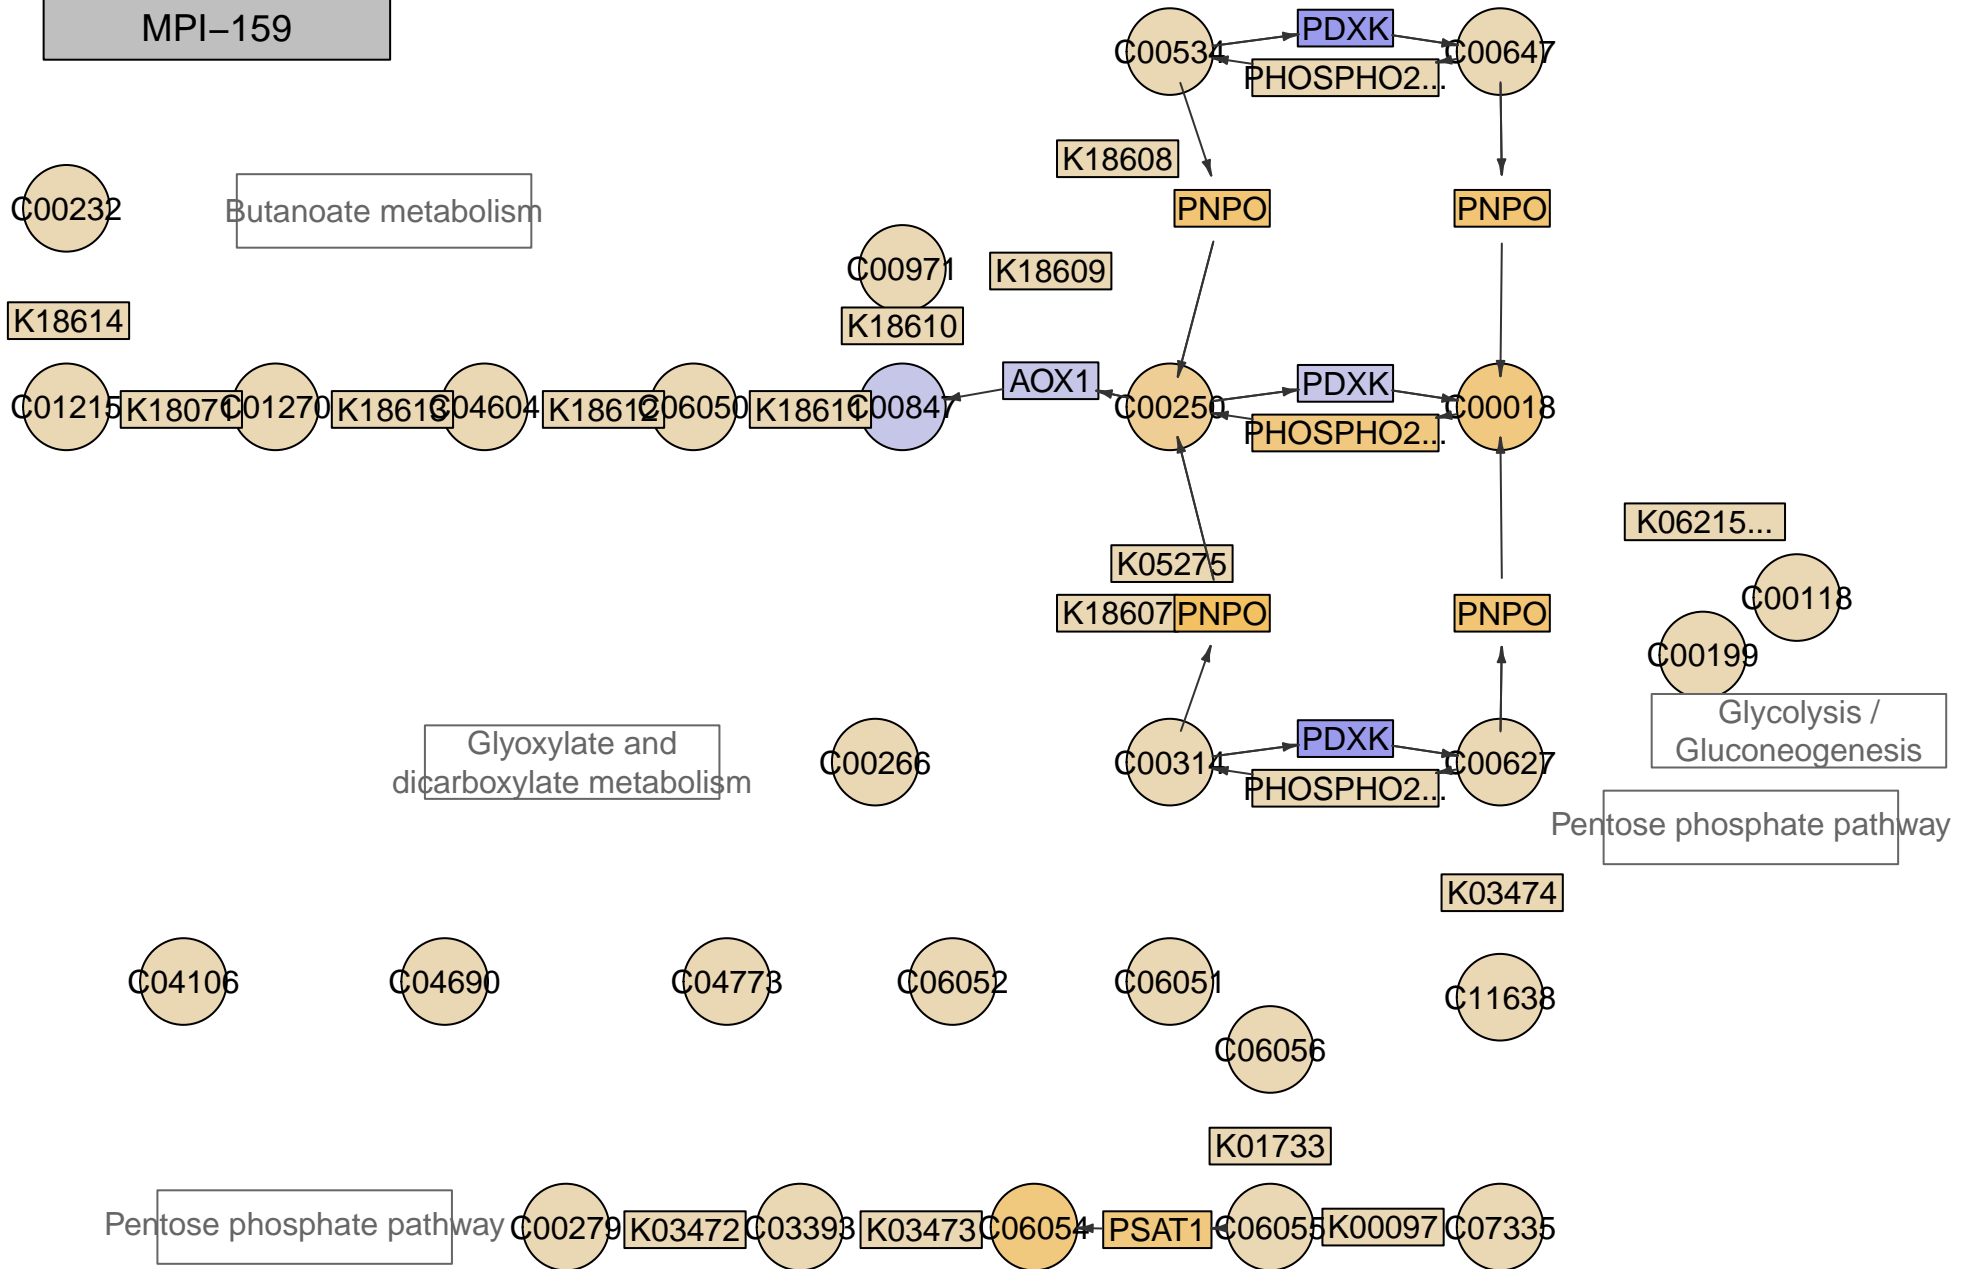 MPI–159
C00534
PDXK
C00647
PHOSPHO2...
K18608
C00232
Butanoate metabolism
PNPO
PNPO
C00971
K18609
K18614
K18610
C01215
K18071
C01270
K18613
C04604
K18612
C06050
K18611
C00847
AOX1
C00250
PDXK
C00018
PHOSPHO2...
K06215...
K05275
C00118
K18607
PNPO
PNPO
C00199
Glycolysis /
Gluconeogenesis
Glyoxylate and
dicarboxylate metabolism
C00266
C00314
PDXK
C00627
PHOSPHO2...
Pentose phosphate pathway
K03474
C04106
C04690
C04773
C06052
C06051
C11638
C06056
K01733
Pentose phosphate pathway
C00279
K03472
C03393
K03473
C06054
PSAT1
C06055
K00097
C07335